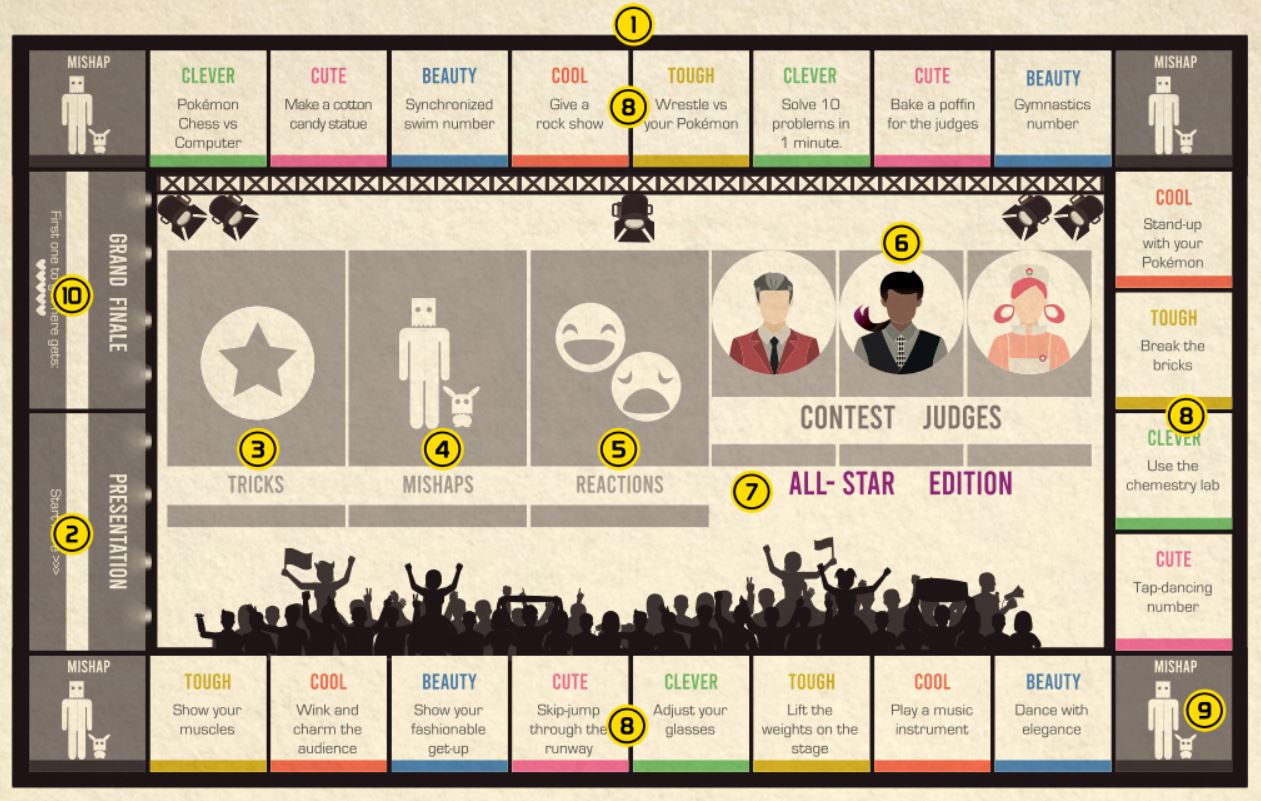 1
MISHAP
CLEVER
Pokémon
Chess vs
Computer
CUTE
Make a cotton
candy statue
BEAUTY
Synchronized
swim number
COOL
Give a
rock show
8
TOUGH
Wrestle vs
your Pokémon
CLEVER
Solve 10
problems in
1 minute.
CUTE
Bake a poffin
for the judges
BEAUTY
Gymnastics
number
MISHAP
COOL
Stand-up
with your
Pokémon
TOUGH
Break the
bricks
8
CLEVER
Use the
chemestry lab
CUTE
Tap-dancing
number
GRAND FINALE
First one to get here gets:
10
PRESENTATION
Start >>>
2
3
TRICKS
4
MISHAPS
5
REACTIONS
6
CONTEST JUDGES
7
ALL- STAR EDITION
MISHAP
TOUGH
Show your
muscles
COOL
Wink and
charm the
audience
BEAUTY
Show your
fashionable
get-up
CUTE
Skip-jump
through the
runway
8
CLEVER
Adjust your
glasses
TOUGH
Lift the
weights on the
stage
COOL
Play a music
instrument
BEAUTY
Dance with
elegance
MISHAP
9